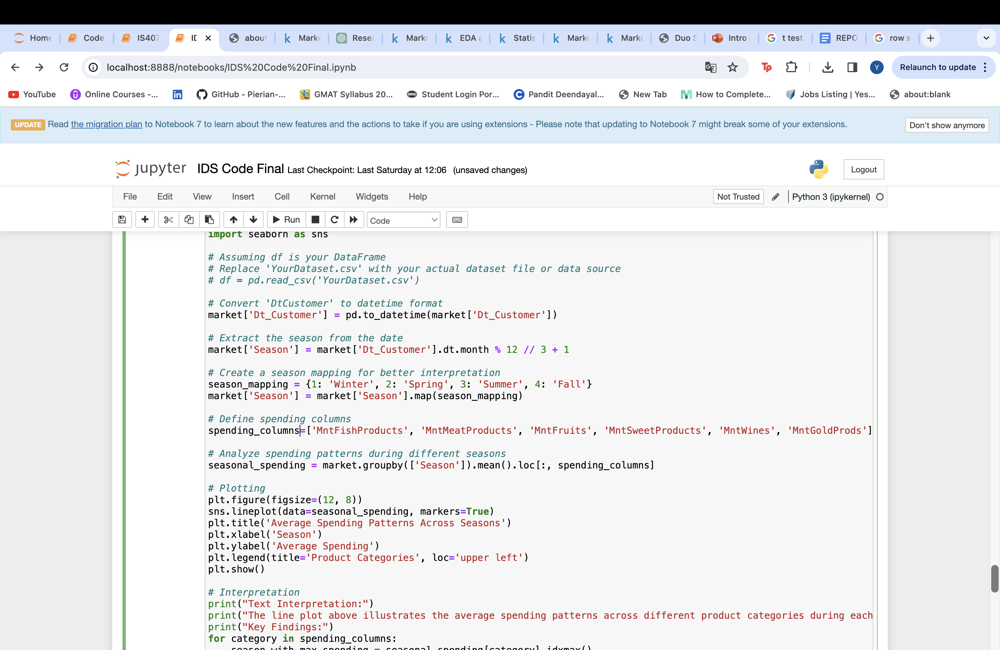 Home
Code
IS407
ID
about
Marke
Resea
Marke
EDA a
Statis
Marke
Marke
Duo S
Intro
t test
REPO
row s
localhost:8888/notebooks/IDS%20Code%20Final.ipynb
Tp
Y
Relaunch to update
YouTube
Online Courses -...
in
GitHub - Pierian-...
GMAT Syllabus 20...
Student Login Por...
Pandit Deendayal...
New Tab
How to Complete...
Jobs Listing | Yes...
about:blank
UPDATE Read the migration plan to Notebook 7 to learn about the new features and the actions to take if you are using extensions - Please note that updating to Notebook 7 might break some of your extensions.
Don't show anymore
jupyter IDS Code Final Last Checkpoint: Last Saturday at 12:06 (unsaved changes)
Logout
File Edit View Insert Cell Kernel Widgets Help
Not Trusted
Python 3 (ipykernel)
Run
Code
import seaborn as sns
# Assuming df is your DataFrame
# Replace 'YourDataset.csv' with your actual dataset file or data source
# df = pd.read_csv('YourDataset.csv')
# Convert 'DtCustomer' to datetime format
market['Dt_Customer'] = pd.to_datetime(market['Dt_Customer'])
# Extract the season from the date
market['Season'] = market['Dt_Customer'].dt.month % 12 // 3 + 1
# Create a season mapping for better interpretation
season_mapping = {1: 'Winter', 2: 'Spring', 3: 'Summer', 4: 'Fall'}
market['Season'] = market['Season'].map(season_mapping)
# Define spending columns
spending_columns=['MntFishProducts', 'MntMeatProducts', 'MntFruits', 'MntSweetProducts', 'MntWines', 'MntGoldProds']
# Analyze spending patterns during different seasons
seasonal_spending = market.groupby(['Season']).mean().loc[:, spending_columns]
# Plotting
plt.figure(figsize=(12, 8))
sns.lineplot(data=seasonal_spending, markers=True)
plt.title('Average Spending Patterns Across Seasons')
plt.xlabel('Season')
plt.ylabel('Average Spending')
plt.legend(title='Product Categories', loc='upper left')
plt.show()
# Interpretation
print("Text Interpretation:")
print("The line plot above illustrates the average spending patterns across different product categories during each
print("Key Findings:")
for category in spending_columns:
season_with_max_spending = seasonal_spending[category].idxmax()